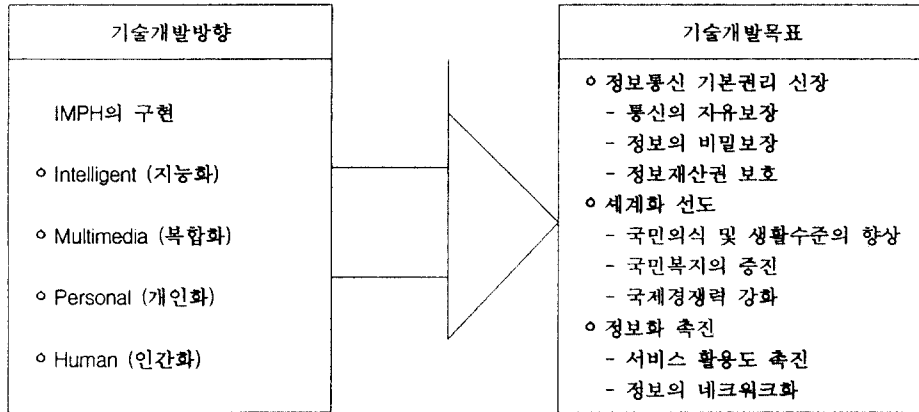 기술개발방향
IMPH의 구현
o Intelligent (지능화)
o Multimedia (복합화)
o Personal (개인화)
o Human (인간화)
기술개발목표
o 정보통신 기본권리 신장
- 통신의 자유보장
- 정보의 비밀보장
- 정보재산권 보호
o 세계화 선도
- 국민의식 및 생활수준의 향상
- 국민복지의 증진
- 국제경쟁력 강화
o 정보화 촉진
- 서비스 활용도 촉진
- 정보의 네크워크화